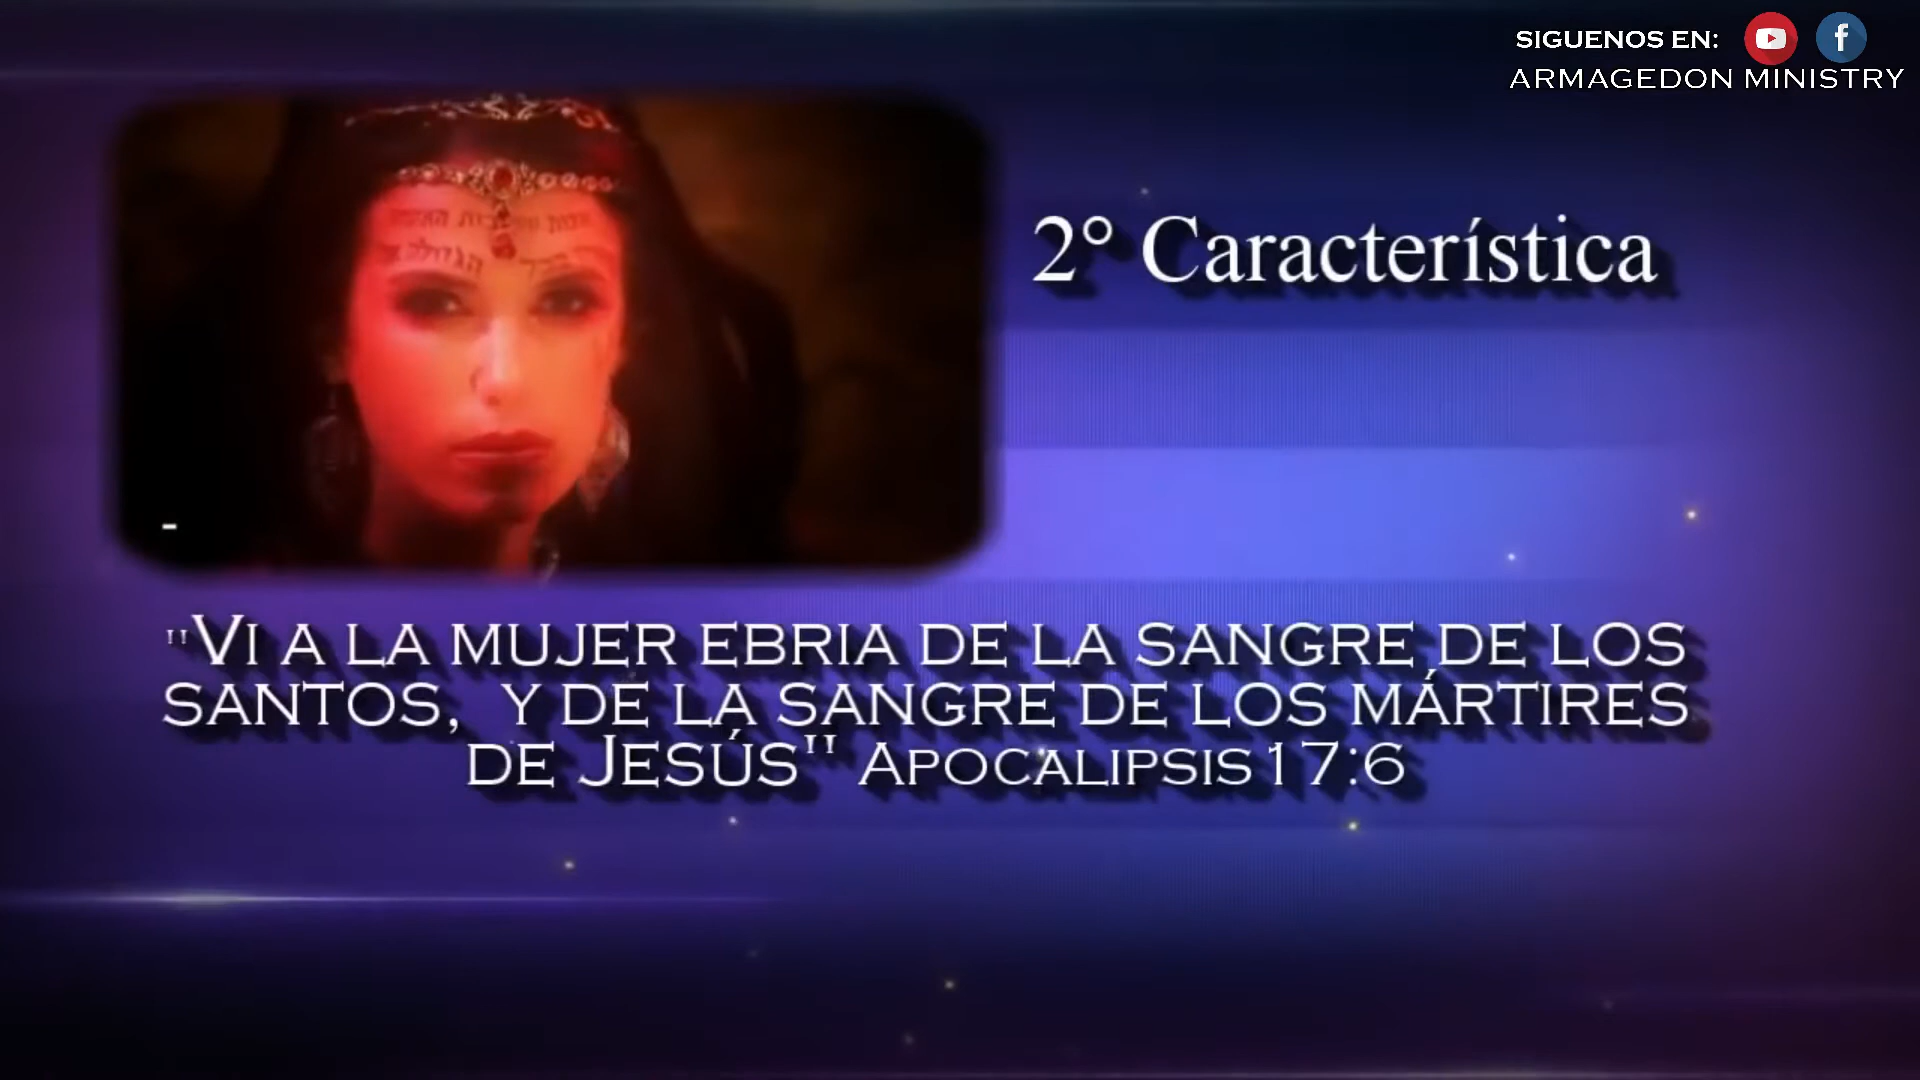 SIGUENOS EN:
ARMAGEDON MINISTRY
2° Característica
"VI A LA MUJER EBRIA DE LA SANGRE DE LOS
SANTOS, Y DE LA SANGRE DE LOS MÁRTIRES
DE JESÚS" APOCALIPSIS 17:6